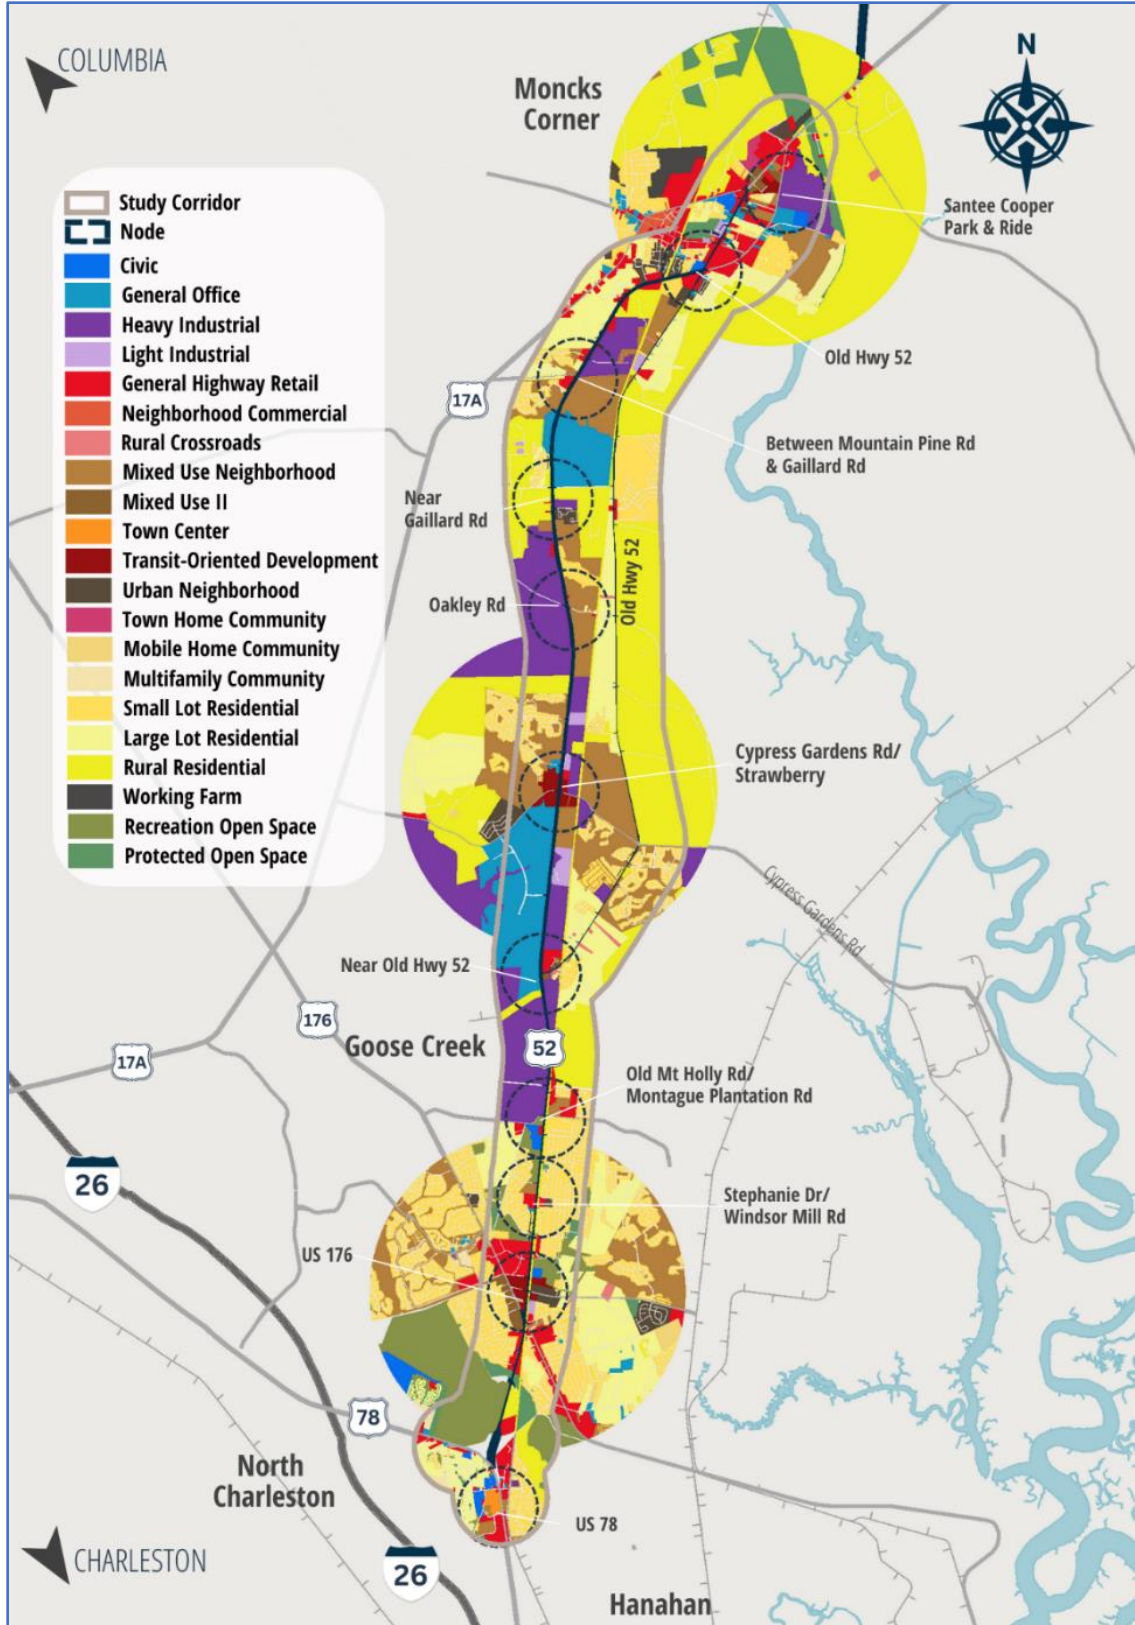 COLUMBIA
Moncks
Corner
N
Study Corridor
Node
Civic
General Office
Heavy Industrial
Light Industrial
General Highway Retail
Neighborhood Commercial
Rural Crossroads
Mixed Use Neighborhood
Mixed Use II
Town Center
Transit-Oriented Development
Urban Neighborhood
Town Home Community
Mobile Home Community
Multifamily Community
Small Lot Residential
Large Lot Residential
Rural Residential
Working Farm
Recreation Open Space
Protected Open Space
Santee Cooper
Park & Ride
Old Hwy 52
17A
Between Mountain Pine Rd
& Gaillard Rd
Near
Gaillard Rd
Old Hwy 52
Oakley Rd
Cypress Gardens Rd/
Strawberry
Cypress Gardens Rd
Near Old Hwy 52
176
Goose Creek
52
17A
Old Mt Holly Rd/
Montague Plantation Rd
26
Stephanie Dr/
Windsor Mill Rd
US 176
78
North
Charleston
US 78
CHARLESTON
26
Hanahan